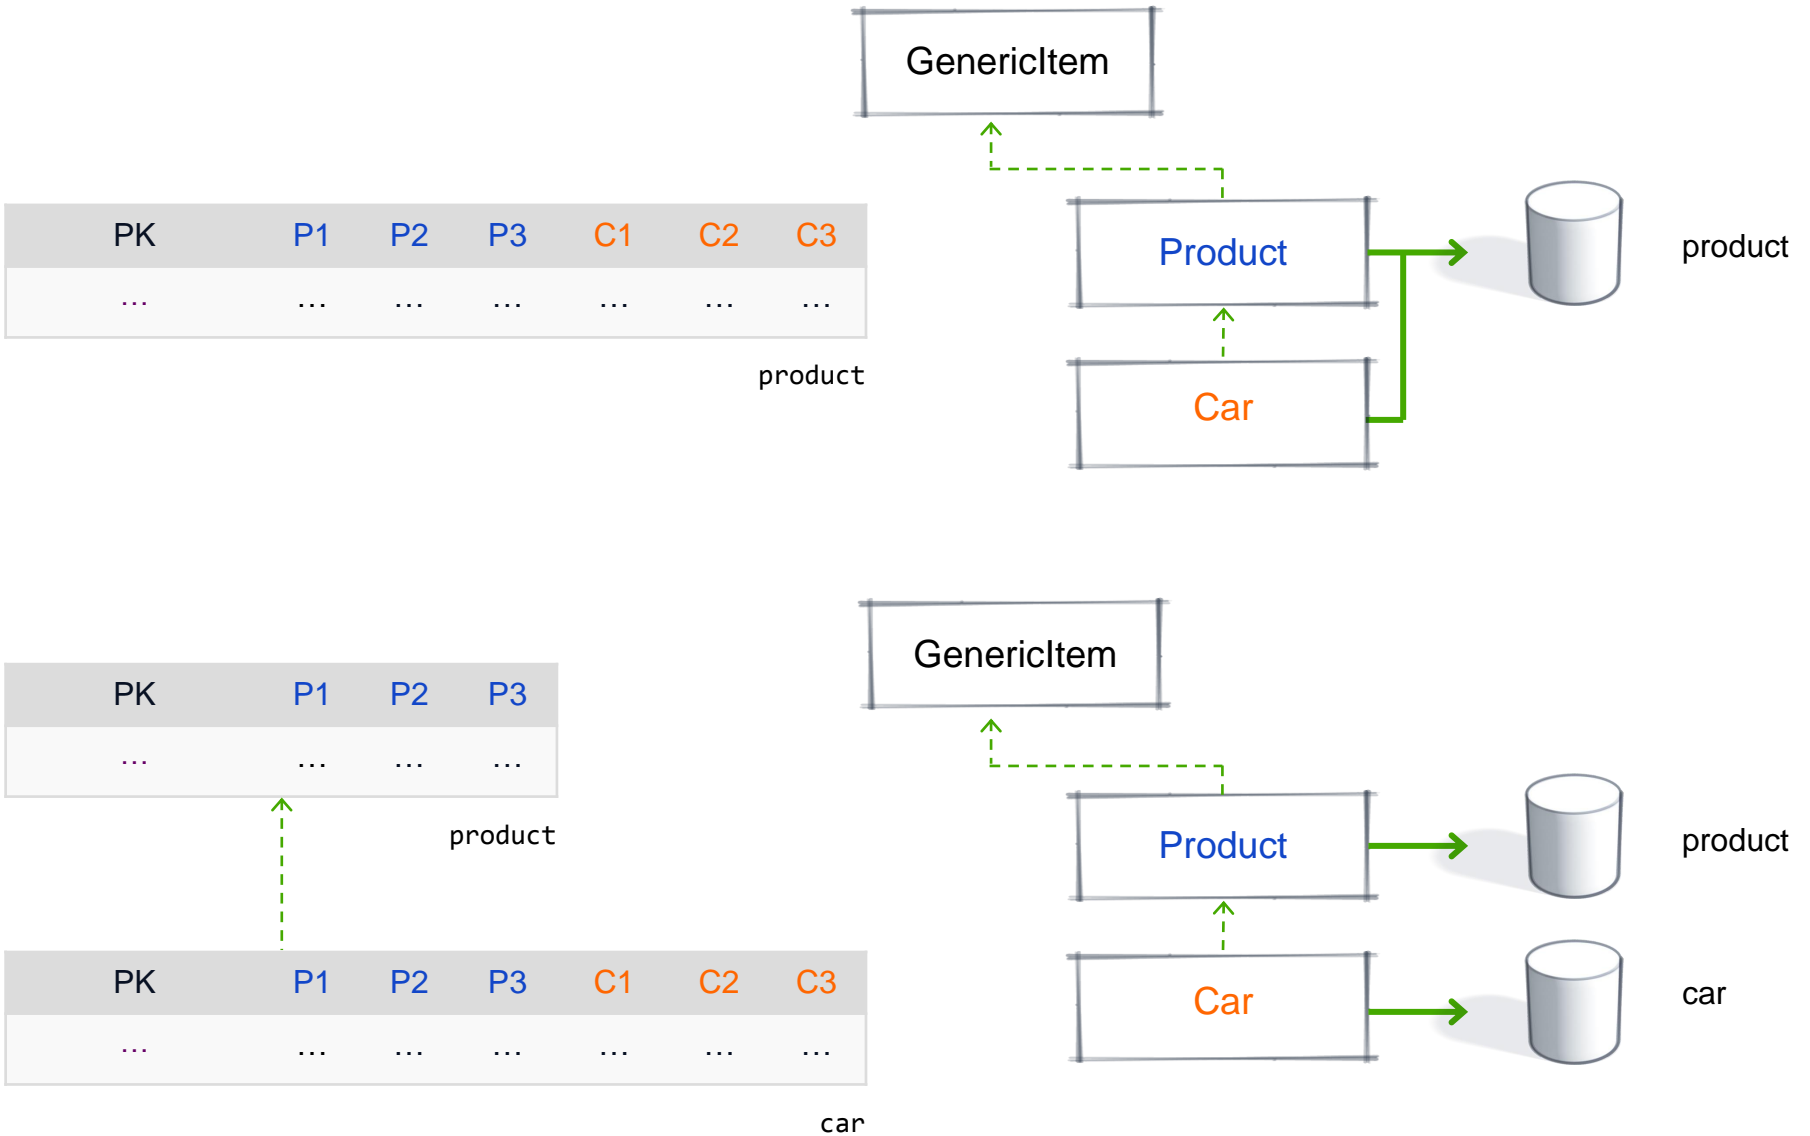 GenericItem
PK P1 P2 P3 C1 C2 C3
... ... ... ... ... ... ...
product
Product
Car
product
GenericItem
PK P1 P2 P3
... ... ... ...
product
PK P1 P2 P3 C1 C2 C3
... ... ... ... ... ... ...
car
Product
product
Car
car